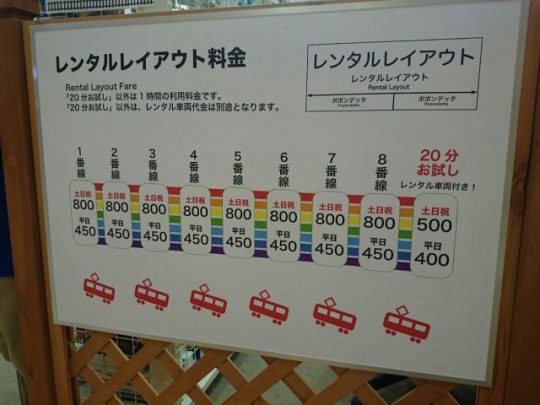 レンタルレイアウト料金
Rental Layout Fare
「20分お試し」以外は1時間の利用料金です。
「20分お試し」以外は、レンタル車両代金は別途となります。
レンタルレイアウト
レンタルレイアウト
Rental Layout
ポポンデッタ ポポンデッタ
Popondetta Popondetta
1番線 2番線 3番線 4番線 5番線 6番線 7番線 8番線 20分お試し
レンタル車両付き！
土日祝 土日祝 土日祝 土日祝 土日祝 土日祝 土日祝 土日祝 土日祝
800 800 800 800 800 800 800 800 500
平日 平日 平日 平日 平日 平日 平日 平日 平日
450 450 450 450 450 450 450 450 400